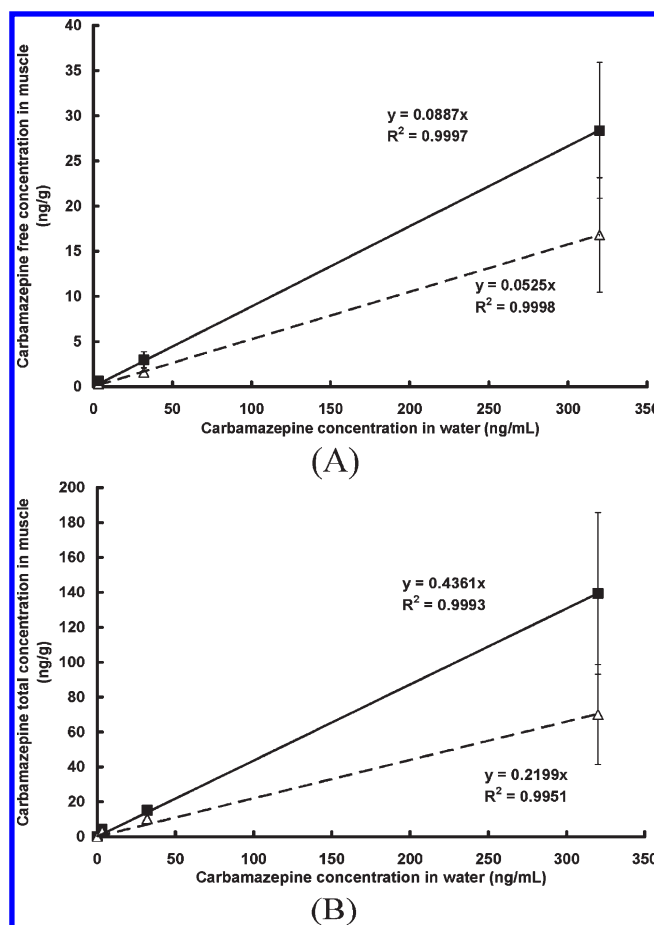 40
35
30
25
20
15
10
5
0
Carbamazepine free concentration in muscle
(ng/g)
y = 0.0887x
R² = 0.9997
y = 0.0525x
R² = 0.9998
0 50 100 150 200 250 300 350
Carbamazepine concentration in water (ng/mL)
(A)
200
180
160
140
120
100
80
60
40
20
0
Carbamazepine total concentration in muscle
(ng/g)
y = 0.4361x
R² = 0.9993
y = 0.2199x
R² = 0.9951
0 50 100 150 200 250 300 350
Carbamazepine concentration in water (ng/mL)
(B)